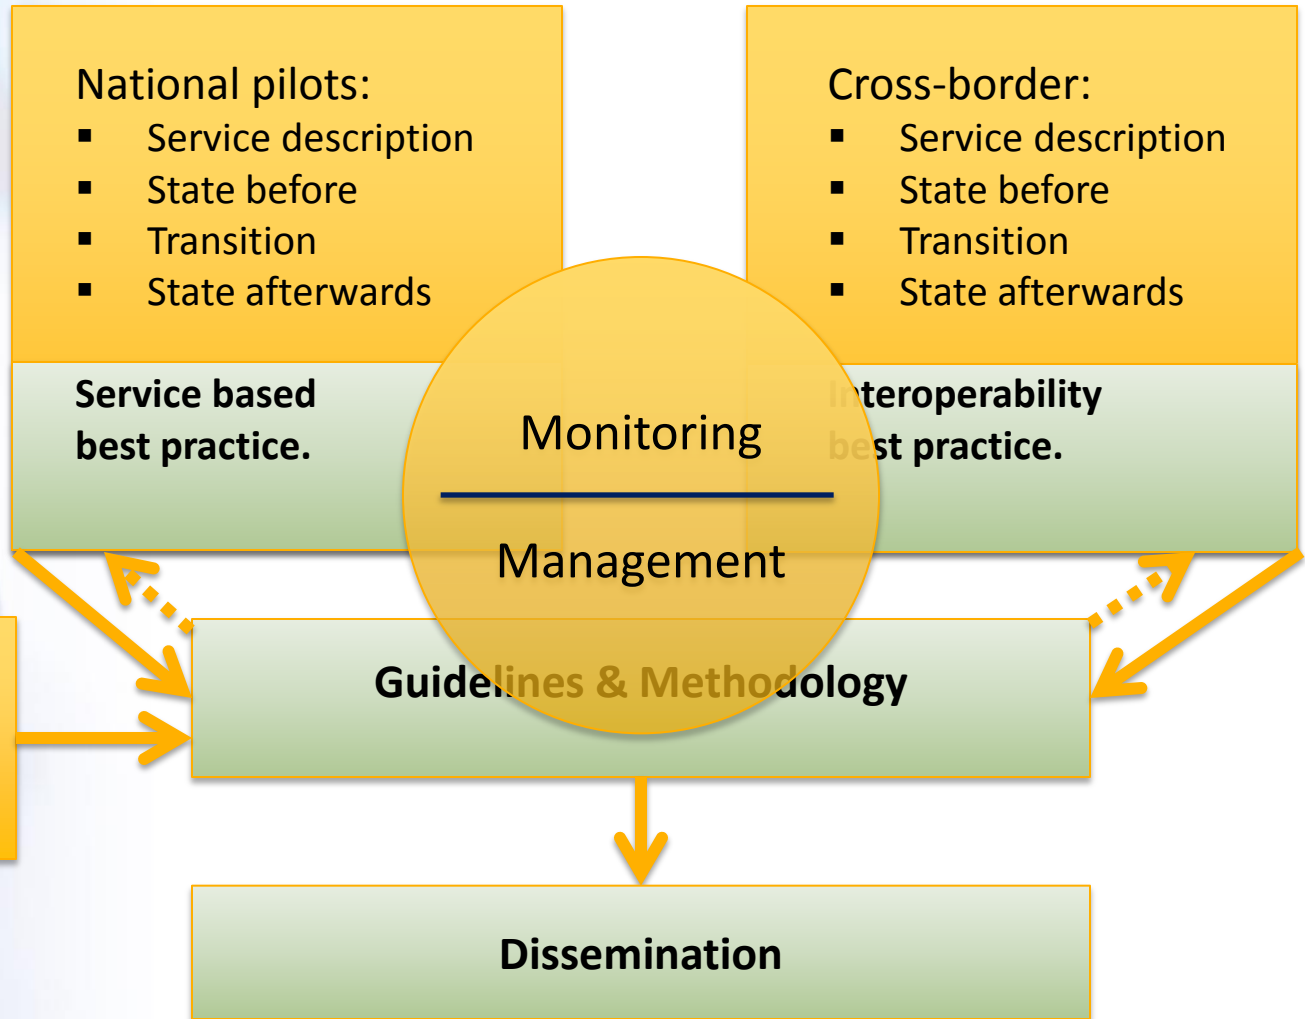 National pilots:
▪ Service description
▪ State before
▪ Transition
▪ State afterwards
Service based
best practice.
Cross-border:
▪ Service description
▪ State before
▪ Transition
▪ State afterwards
Interoperability
best practice.
Monitoring
Management
Guidelines & Methodology
Dissemination